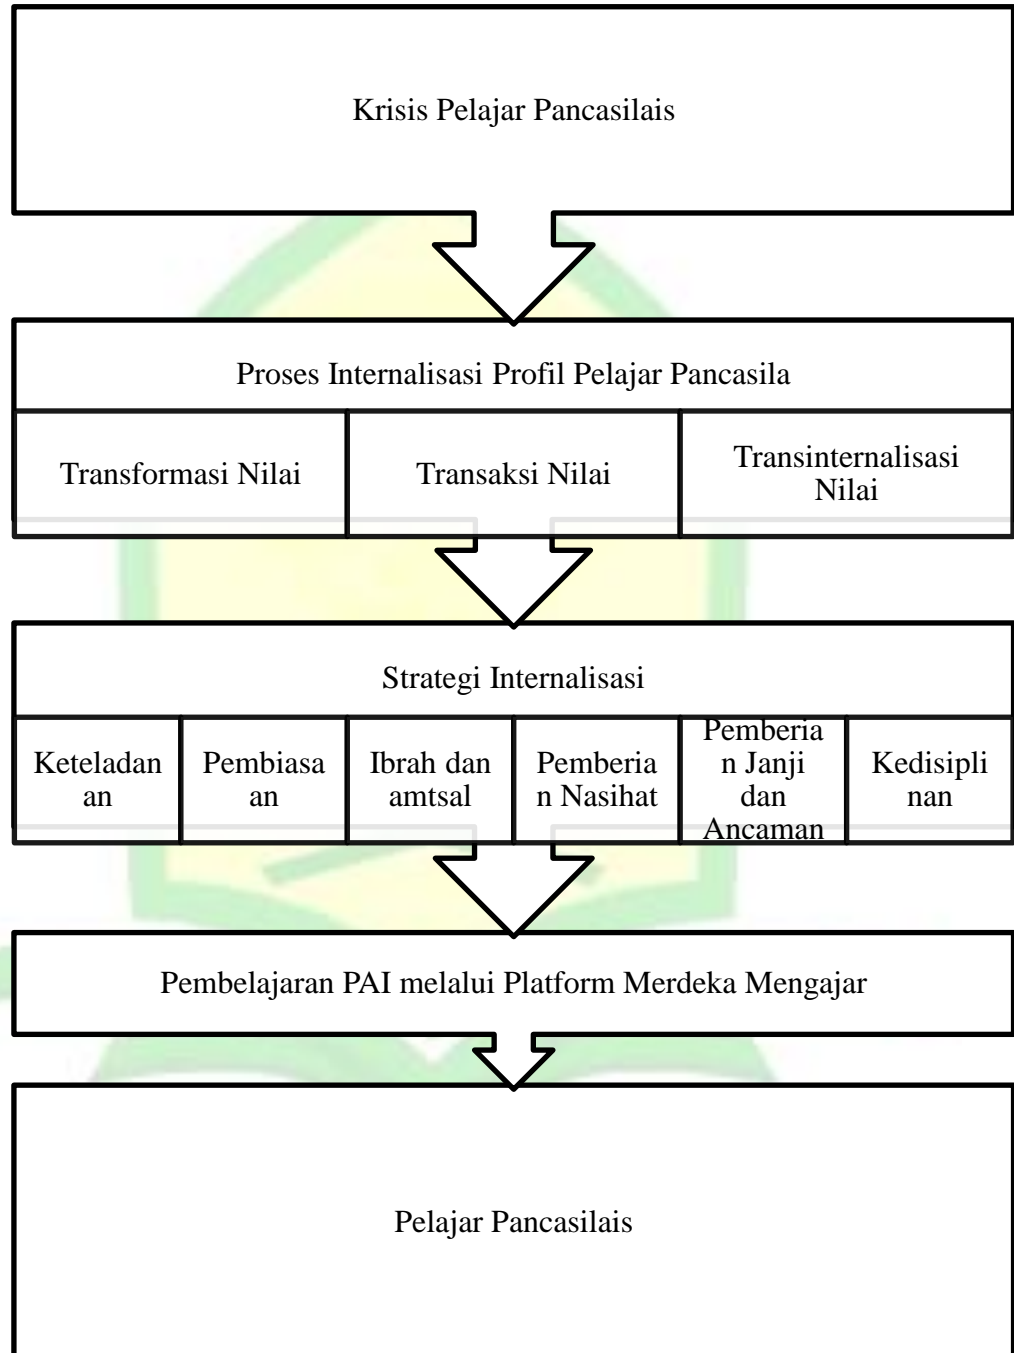 Krisis Pelajar Pancasilais
Proses Internalisasi Profil Pelajar Pancasila
Transformasi Nilai
Transaksi Nilai
Transinternalisasi
Nilai
Strategi Internalisasi
Keteladan
an
Pembiasa
an
Ibrah dan
amtsal
Pemberia
n Nasihat
Pemberia
n Janji
dan
Ancaman
Kedisipli
nan
Pembelajaran PAI melalui Platform Merdeka Mengajar
Pelajar Pancasilais